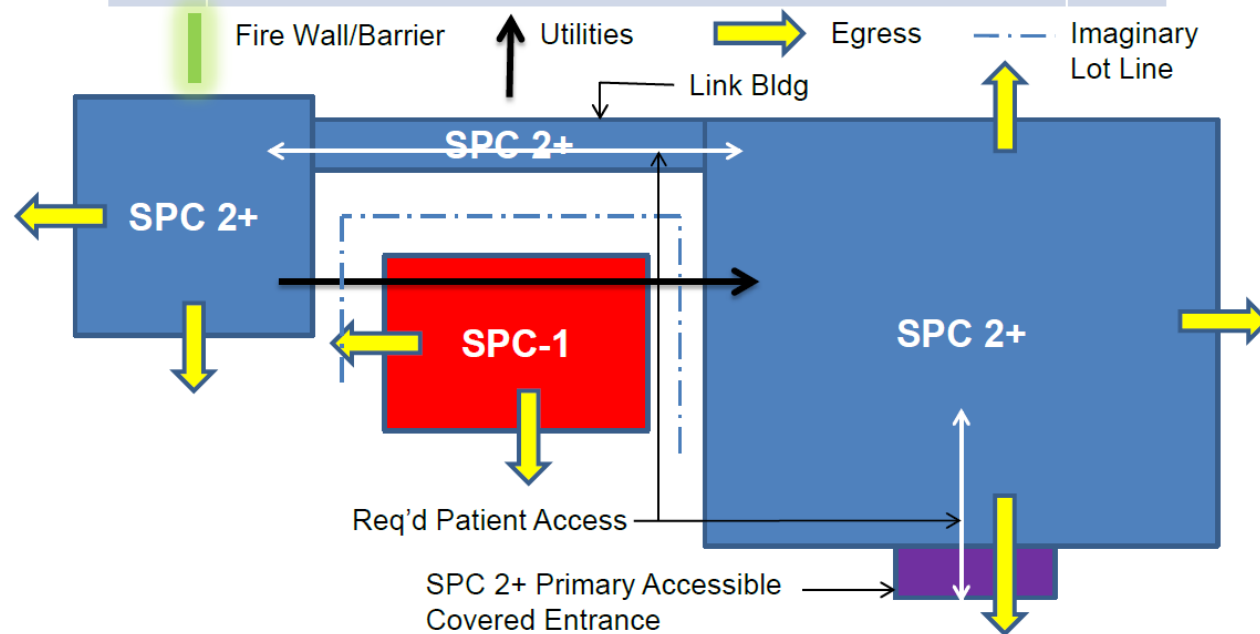 Fire Wall/Barrier
Utilities
Egress
Imaginary
Lot Line
Link Bldg
SPC 2+
SPC 2+
SPC 2+
SPC-1
Req’d Patient Access
SPC 2+ Primary Accessible
Covered Entrance